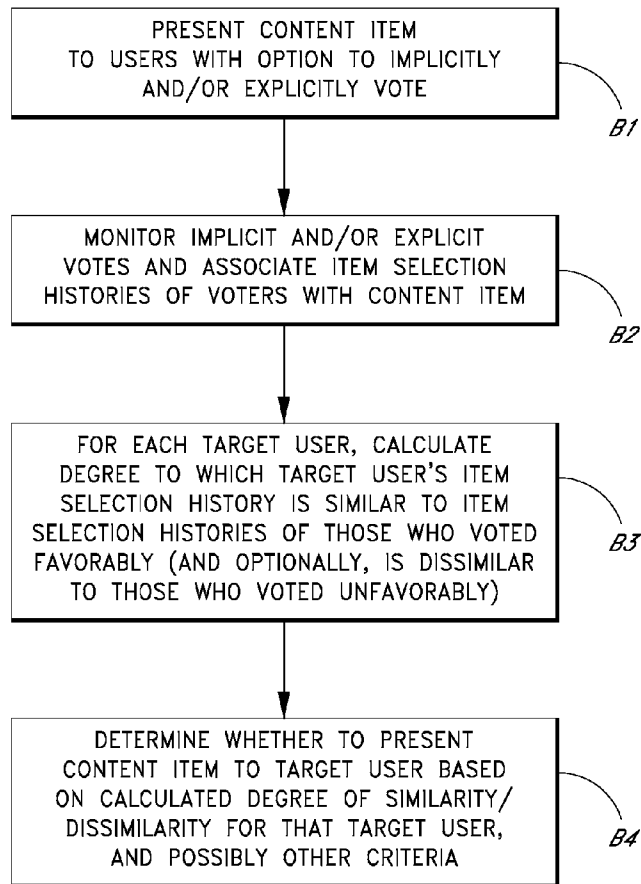 PRESENT CONTENT ITEM
TO USERS WITH OPTION TO IMPLICITLY
AND/OR EXPLICITLY VOTE
B1
MONITOR IMPLICIT AND/OR EXPLICIT
VOTES AND ASSOCIATE ITEM SELECTION
HISTORIES OF VOTERS WITH CONTENT ITEM
B2
FOR EACH TARGET USER, CALCULATE
DEGREE TO WHICH TARGET USER'S ITEM
SELECTION HISTORY IS SIMILAR TO ITEM
SELECTION HISTORIES OF THOSE WHO VOTED
FAVORABLY (AND OPTIONALLY, IS DISSIMILAR
TO THOSE WHO VOTED UNFAVORABLY)
B3
DETERMINE WHETHER TO PRESENT
CONTENT ITEM TO TARGET USER BASED
ON CALCULATED DEGREE OF SIMILARITY/
DISSIMILARITY FOR THAT TARGET USER,
AND POSSIBLY OTHER CRITERIA
B4